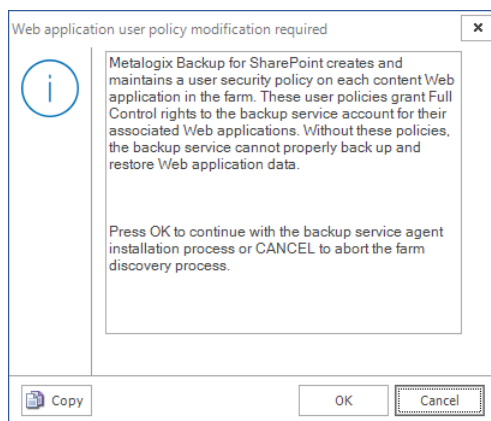 Web application user policy modification required
Metalogix Backup for SharePoint creates and
maintains a user security policy on each content Web
application in the farm. These user policies grant Full
Control rights to the backup service account for their
associated Web applications. Without these policies,
the backup service cannot properly back up and
restore Web application data.
Press OK to continue with the backup service agent
installation process or CANCEL to abort the farm
discovery process.
Copy
OK
Cancel